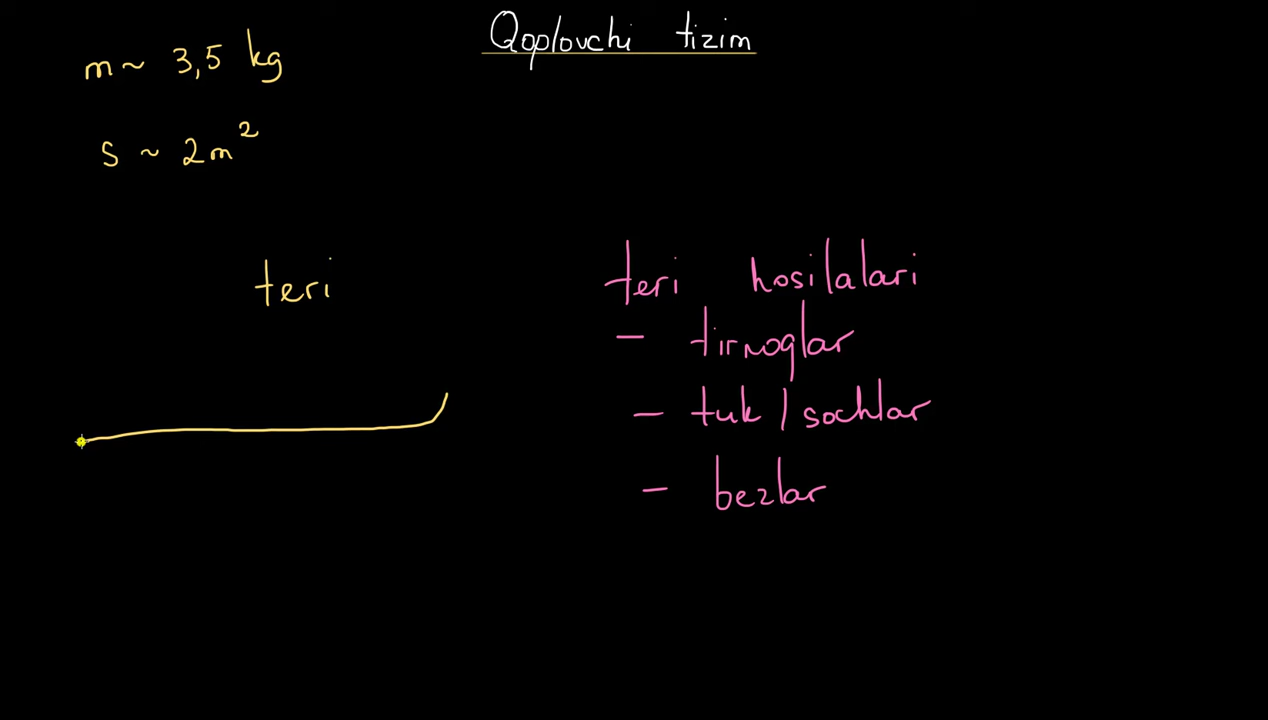 Qoplovchi tizim
m ~ 3,5 kg
s ~ 2m²
teri
teri hosilalari
- tirnoqlar
- tuk / sochlar
- bezlar